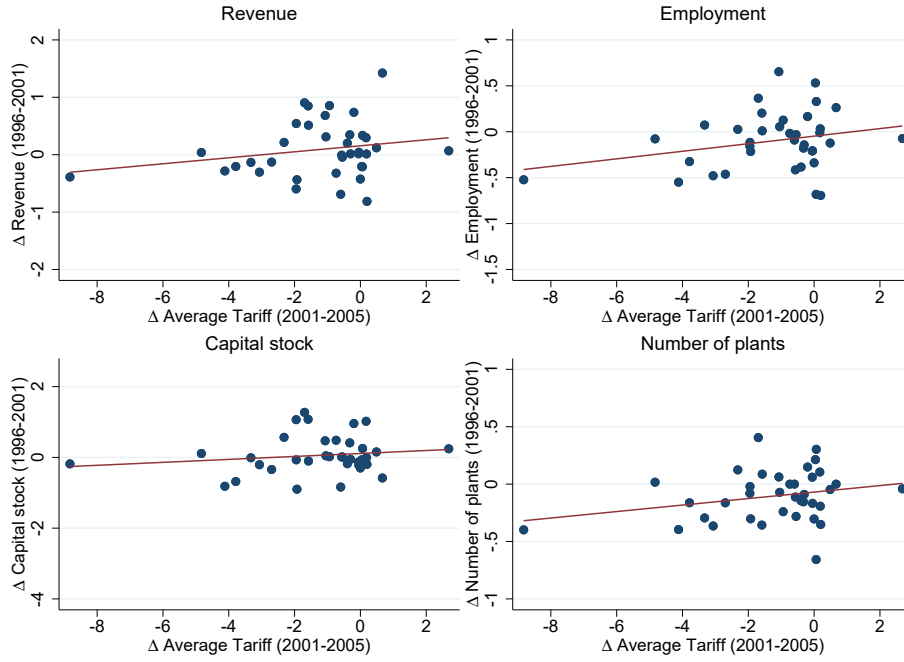 Revenue
Δ Revenue (1996-2001)
2
1
0
-1
-2
-8 -6 -4 -2 0 2
Δ Average Tariff (2001-2005)
Employment
Δ Employment (1996-2001)
1
.5
0
-.5
-1
-1.5
-8 -6 -4 -2 0 2
Δ Average Tariff (2001-2005)
Capital stock
Δ Capital stock (1996-2001)
2
0
-2
-4
-8 -6 -4 -2 0 2
Δ Average Tariff (2001-2005)
Number of plants
Δ Number of plants (1996-2001)
1
.5
0
-.5
-1
-8 -6 -4 -2 0 2
Δ Average Tariff (2001-2005)